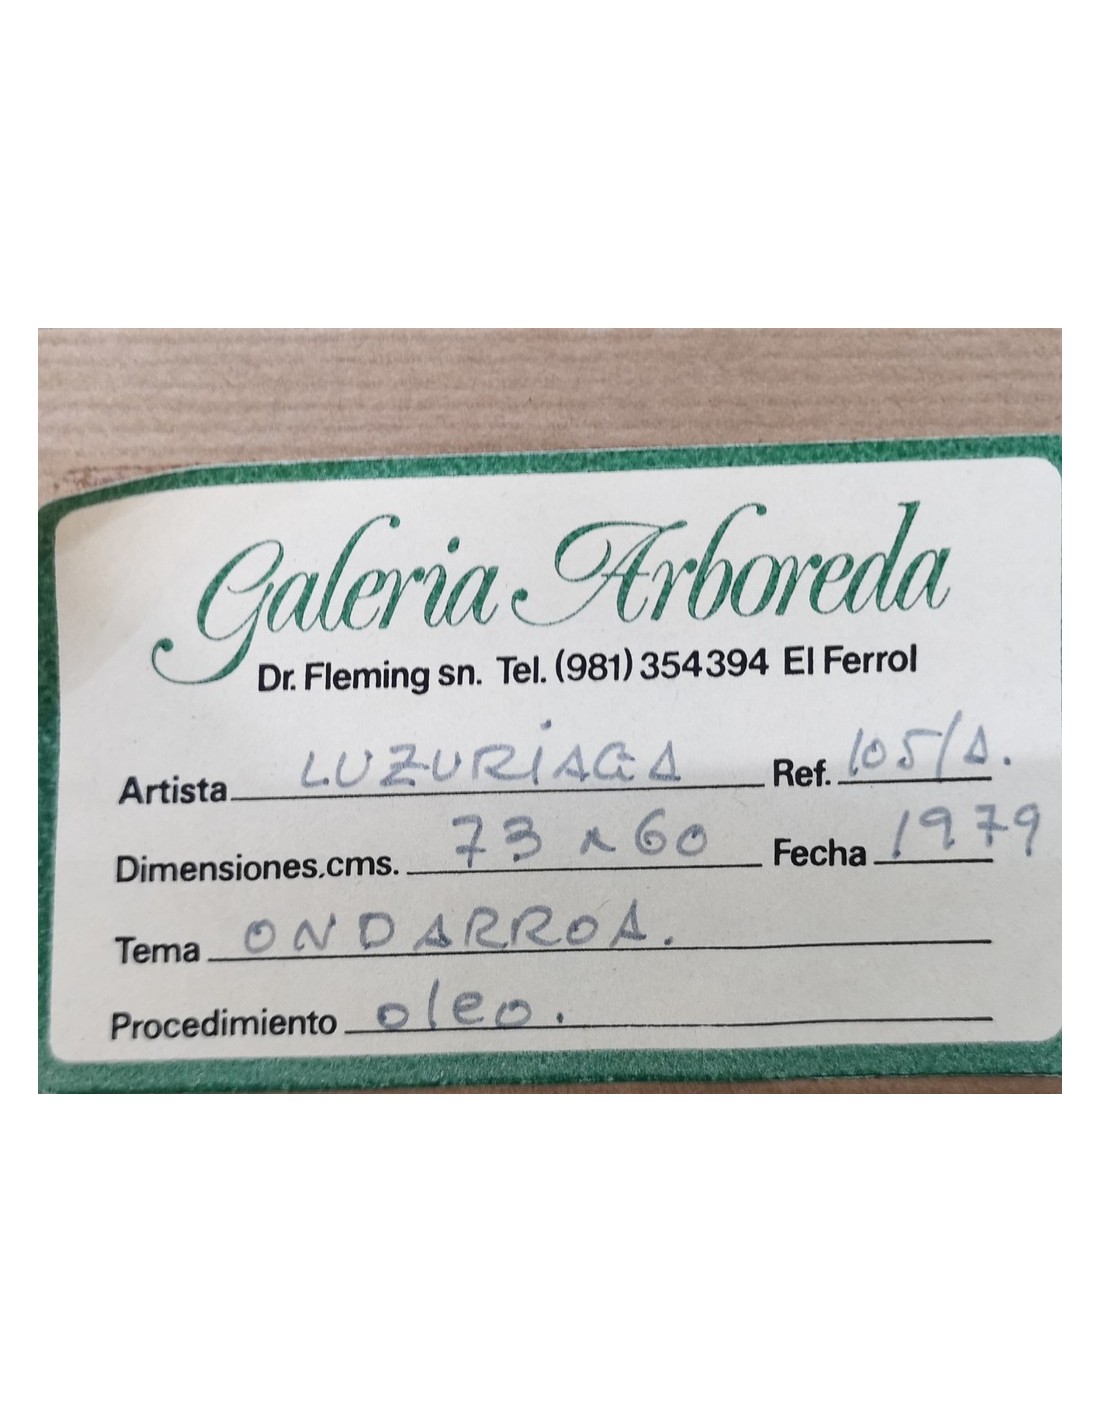 Galeria Arboreda
Dr. Fleming sn. Tel. (981) 354394 El Ferrol
Artista LUZURIAGA Ref. 105/A.
Dimensiones.cms. 73 x 60 Fecha 1979
Tema ONDARROA.
Procedimiento oleo.